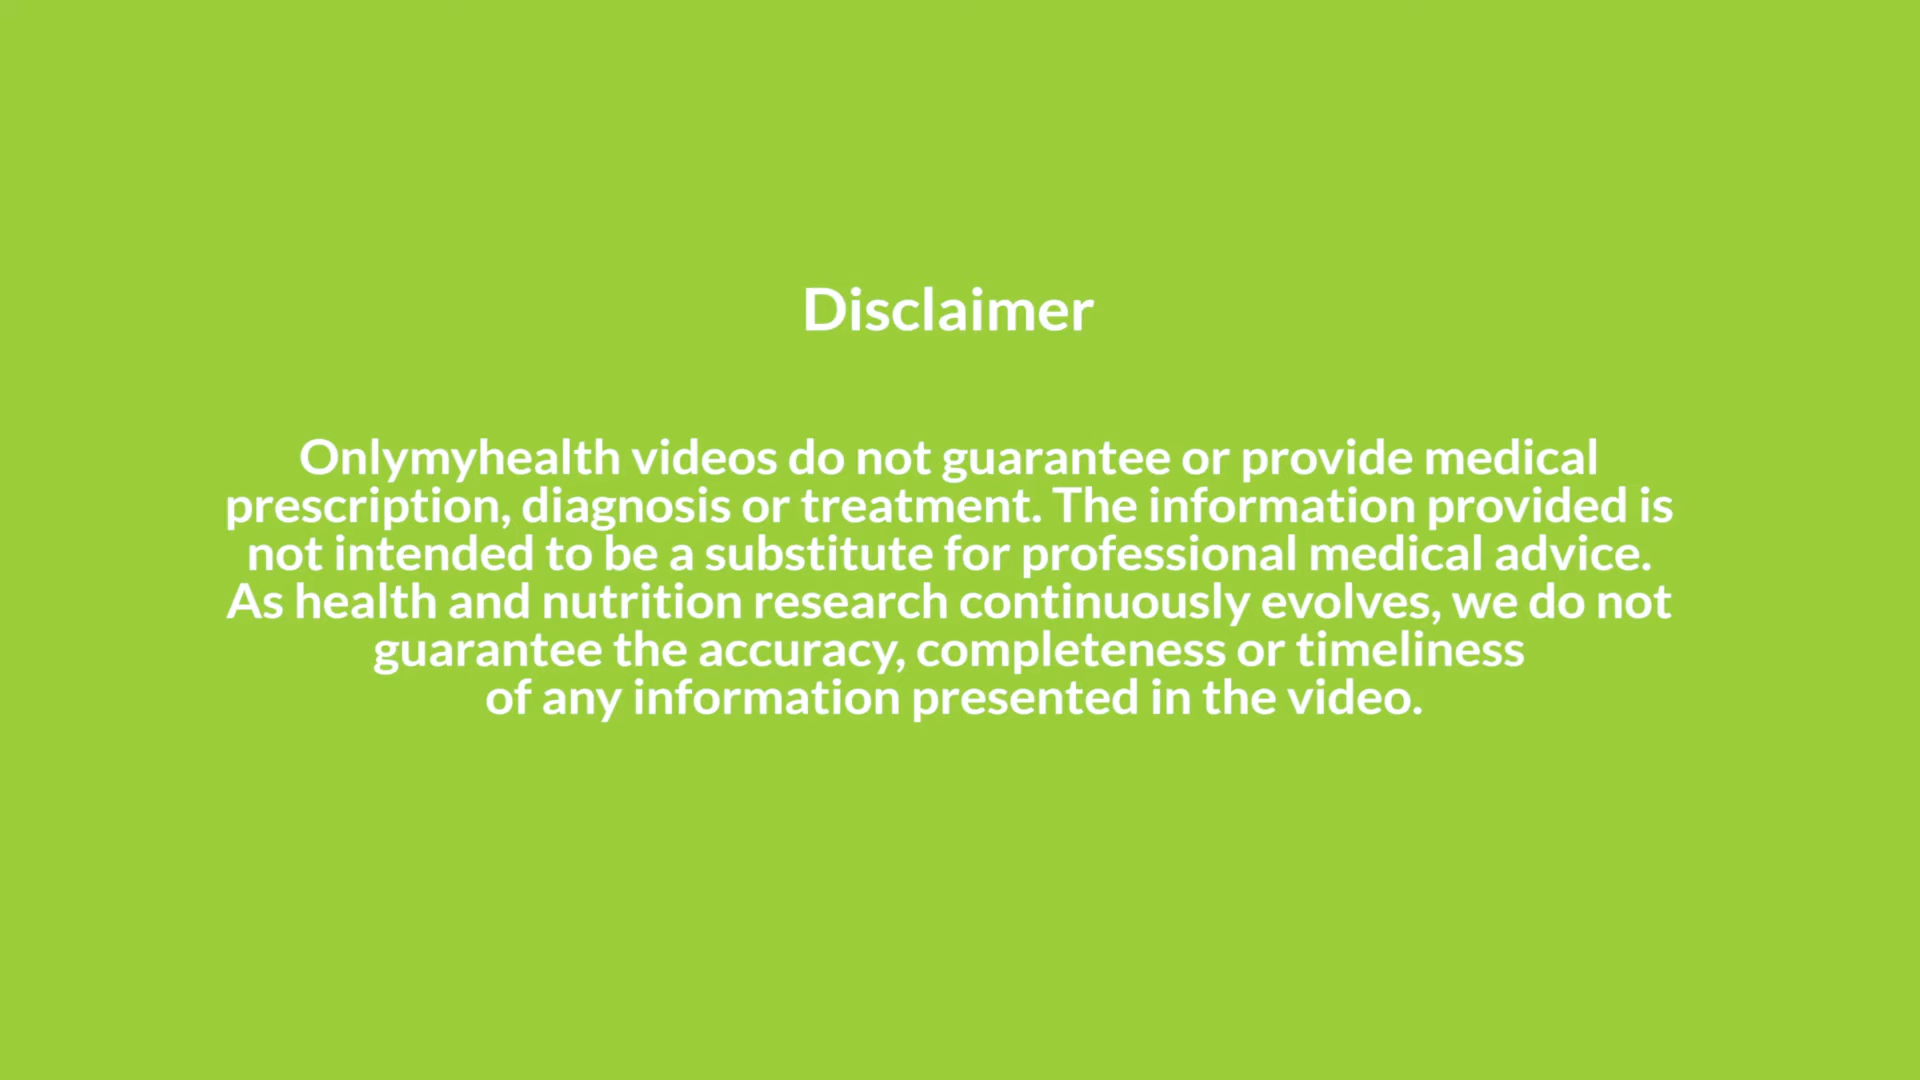 Disclaimer
Onlymyhealth videos do not guarantee or provide medical
prescription, diagnosis or treatment. The information provided is
not intended to be a substitute for professional medical advice.
As health and nutrition research continuously evolves, we do not
guarantee the accuracy, completeness or timeliness
of any information presented in the video.